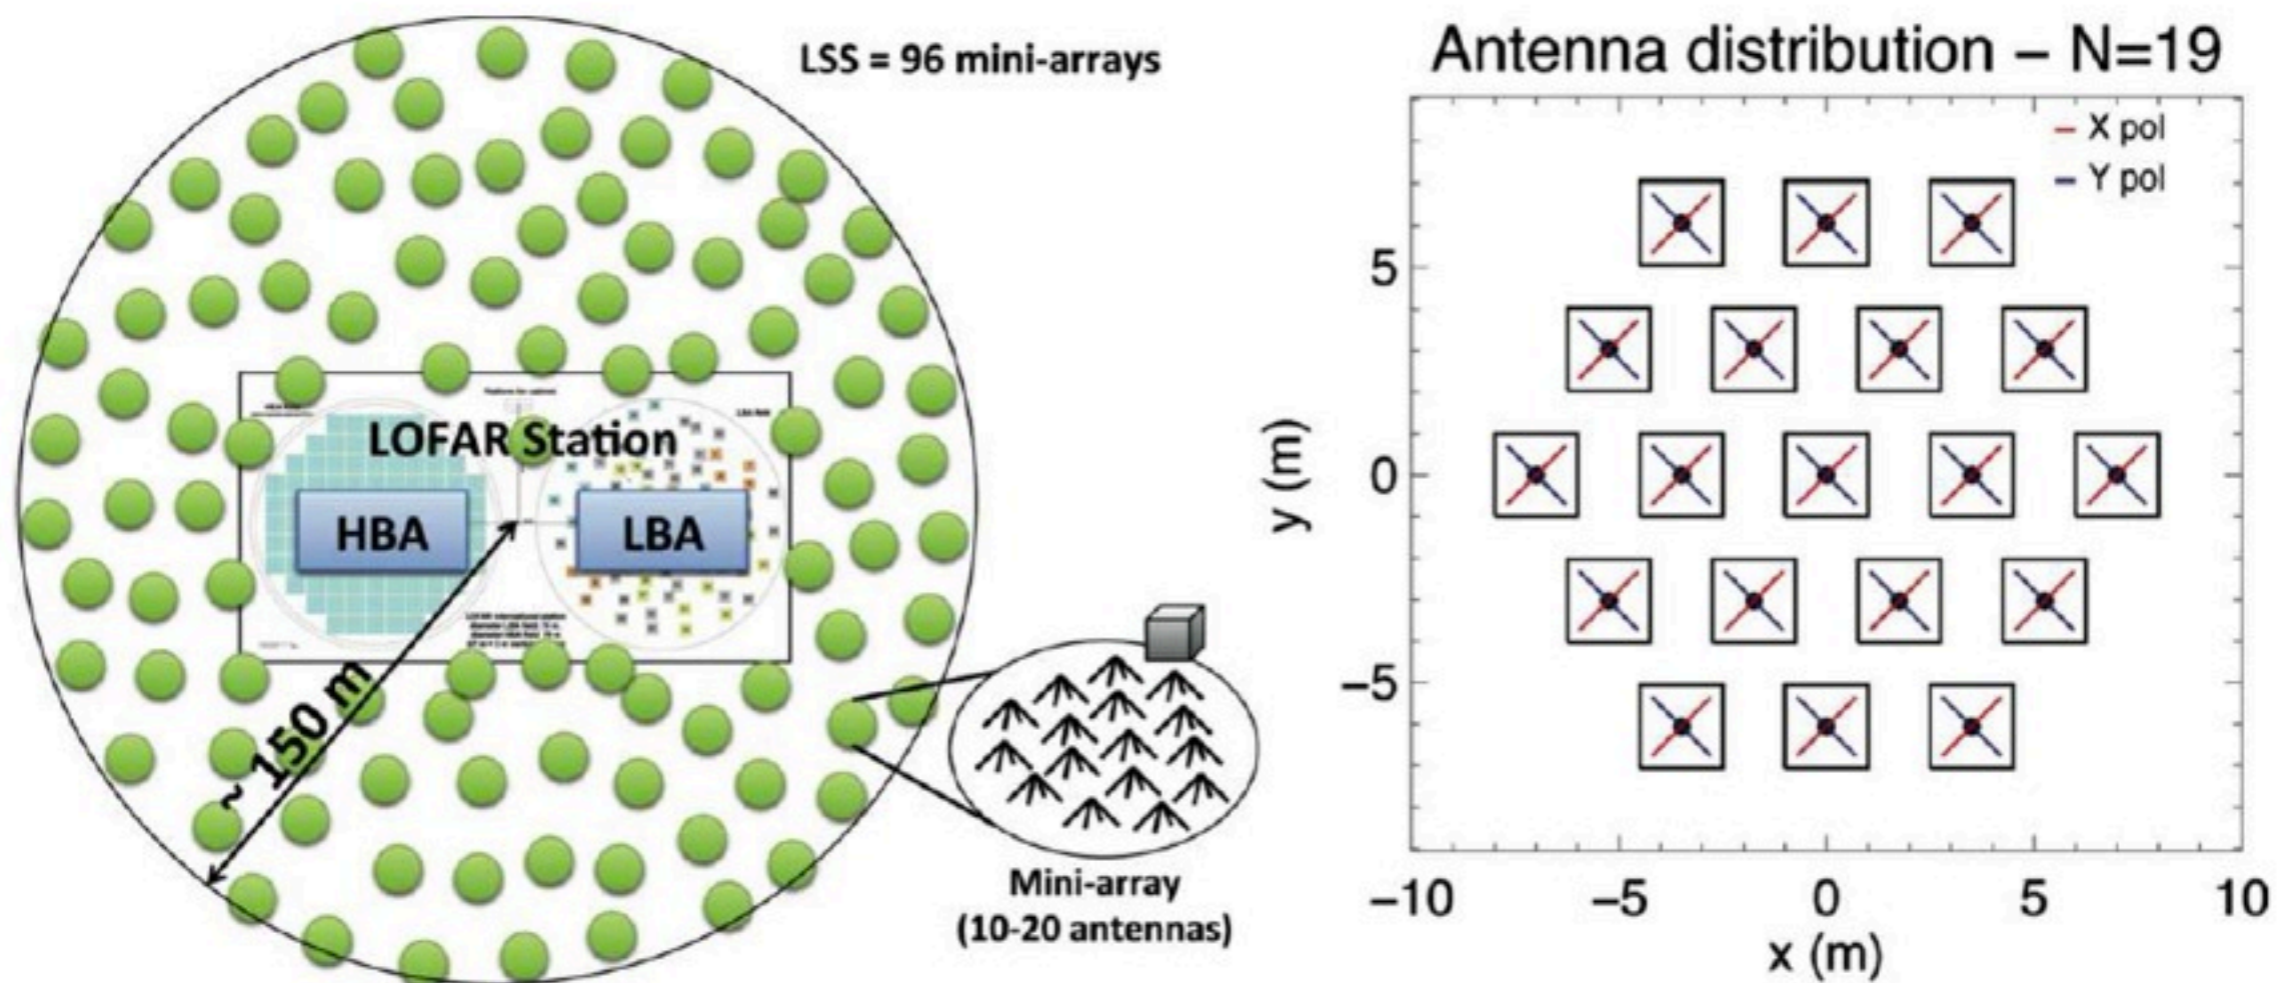 LSS = 96 mini-arrays
LOFAR Station
HBA
LBA
~ 150 m
Mini-array
(10-20 antennas)
Antenna distribution – N=19
X pol
Y pol
5
0
−5
y (m)
−10
−5
0
5
10
x (m)